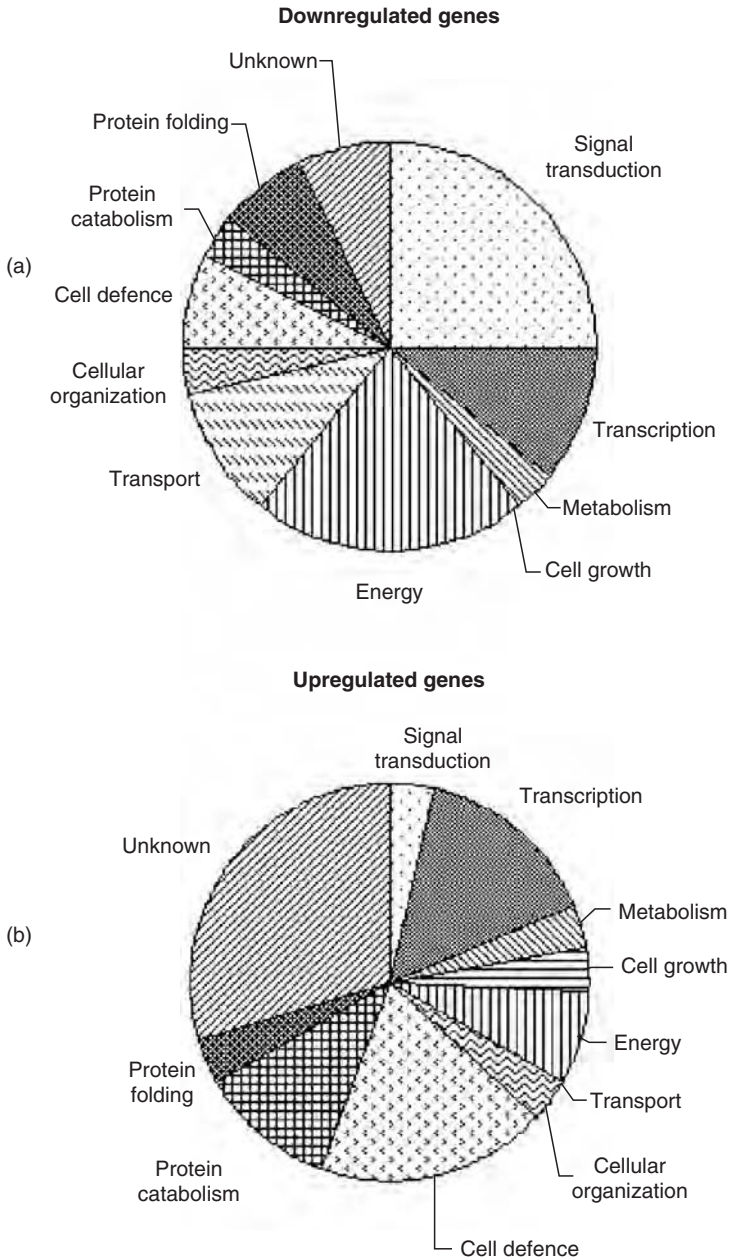 Downregulated genes
(a)
Unknown
Protein folding
Protein
catabolism
Cell defence
Cellular
organization
Transport
Energy
Cell growth
Metabolism
Transcription
Signal
transduction
Upregulated genes
(b)
Signal
transduction
Transcription
Metabolism
Cell growth
Energy
Transport
Cellular
organization
Cell defence
Protein
catabolism
Protein
folding
Unknown